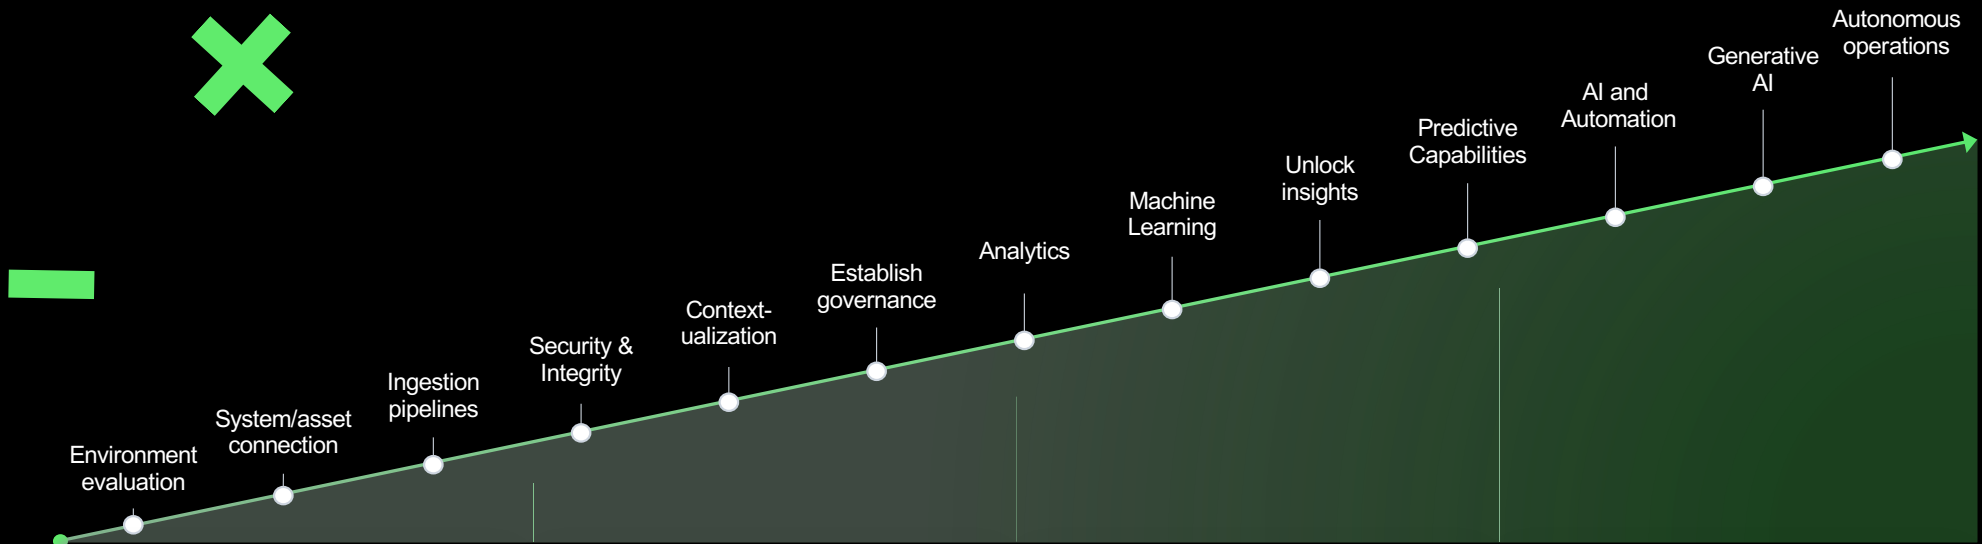 Environment
evaluation
System/asset
connection
Ingestion
pipelines
Security &
Integrity
Context-
ualization
Establish
governance
Analytics
Machine
Learning
Unlock
insights
Predictive
Capabilities
AI and
Automation
Generative
AI
Autonomous
operations